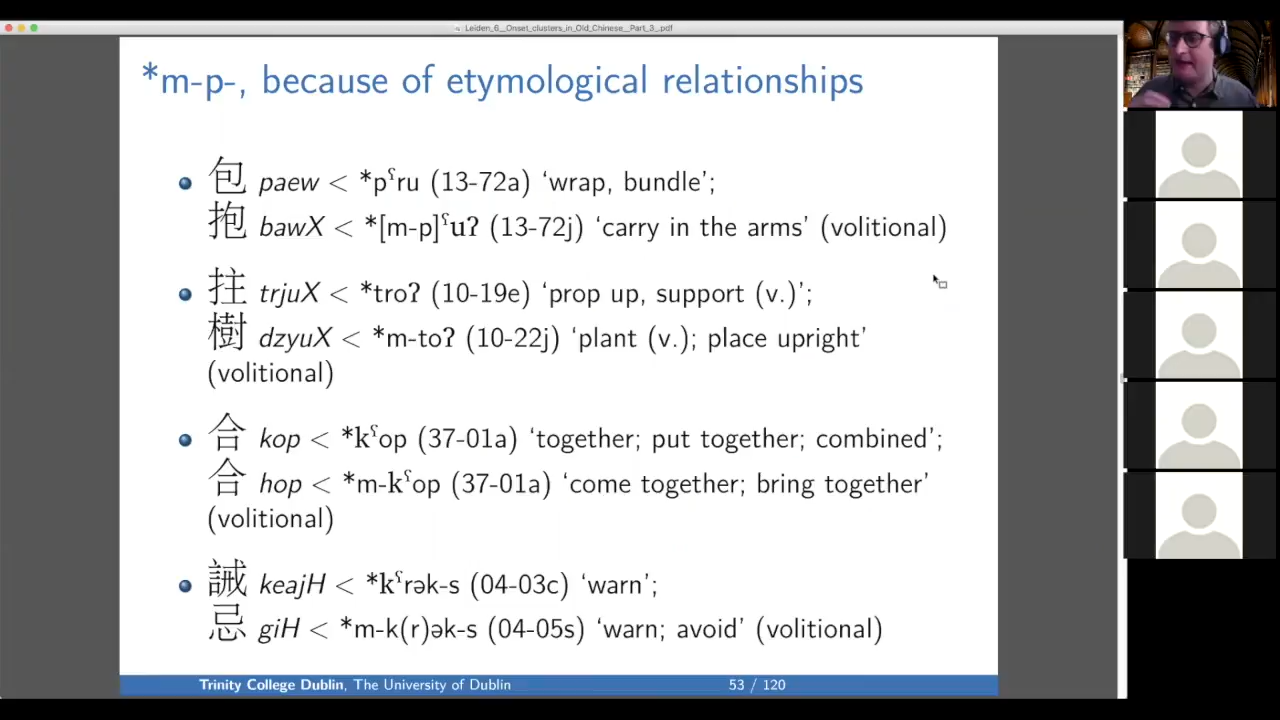 Leiden_6__Onset_clusters_in_Old_Chinese__Part_3_.pdf
*m-p-, because of etymological relationships
包 paew < *pˤru (13-72a) ‘wrap, bundle’;
抱 bawX < *[m-p]ˤuʔ (13-72j) ‘carry in the arms’ (volitional)
拄 trjuX < *troʔ (10-19e) ‘prop up, support (v.)’;
樹 dzyuX < *m-toʔ (10-22j) ‘plant (v.); place upright’
(volitional)
合 kop < *kˤop (37-01a) ‘together; put together; combined’;
合 hop < *m-kˤop (37-01a) ‘come together; bring together’
(volitional)
誡 keajH < *kˤrək-s (04-03c) ‘warn’;
忌 giH < *m-k(r)ək-s (04-05s) ‘warn; avoid’ (volitional)
Trinity College Dublin, The University of Dublin
53 / 120